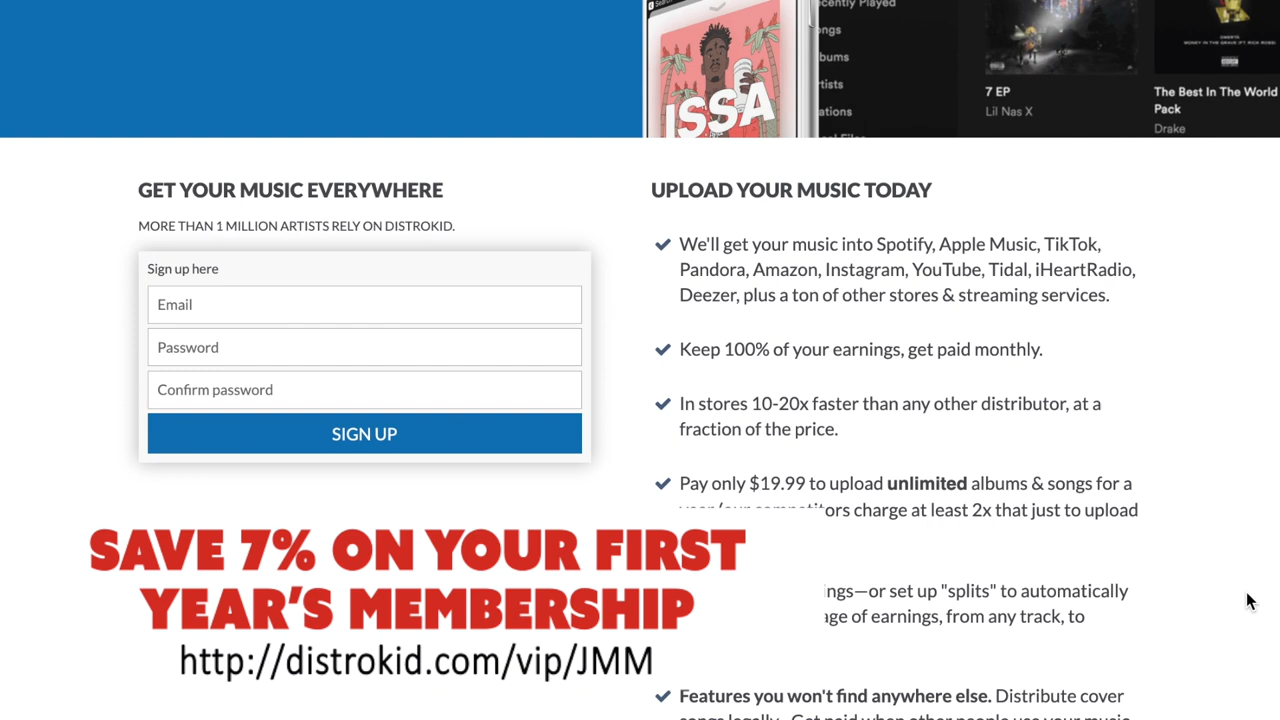 Search
ISSA
Recently Played
ongs
bums
rtists
ations
7 EP
Lil Nas X
The Best In The World
Pack
Drake
GET YOUR MUSIC EVERYWHERE
MORE THAN 1 MILLION ARTISTS RELY ON DISTROKID.
Sign up here
Email
Password
Confirm password
SIGN UP
UPLOAD YOUR MUSIC TODAY
We'll get your music into Spotify, Apple Music, TikTok,
Pandora, Amazon, Instagram, YouTube, Tidal, iHeartRadio,
Deezer, plus a ton of other stores & streaming services.
Keep 100% of your earnings, get paid monthly.
In stores 10-20x faster than any other distributor, at a
fraction of the price.
Pay only $19.99 to upload unlimited albums & songs for a
ors charge at least 2x that just to upload
ings—or set up "splits" to automatically
age of earnings, from any track, to
Features you won't find anywhere else. Distribute cover
SAVE 7% ON YOUR FIRST
YEAR'S MEMBERSHIP
http://distrokid.com/vip/JMM